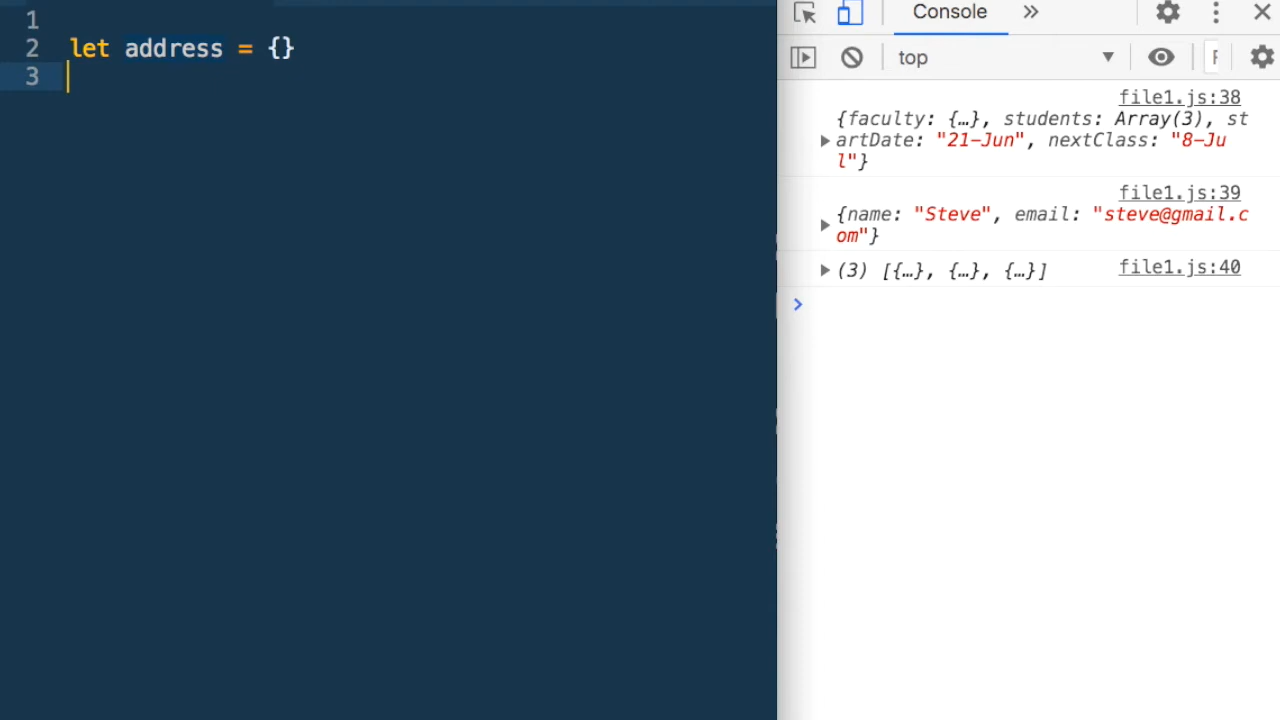 1
2 let address = {}
3
Console »
top ▼ F
file1.js:38
{faculty: {…}, students: Array(3), st
artDate: "21-Jun", nextClass: "8-Ju
l"}
file1.js:39
{name: "Steve", email: "steve@gmail.c
om"}
(3) [{…}, {…}, {…}] file1.js:40
>